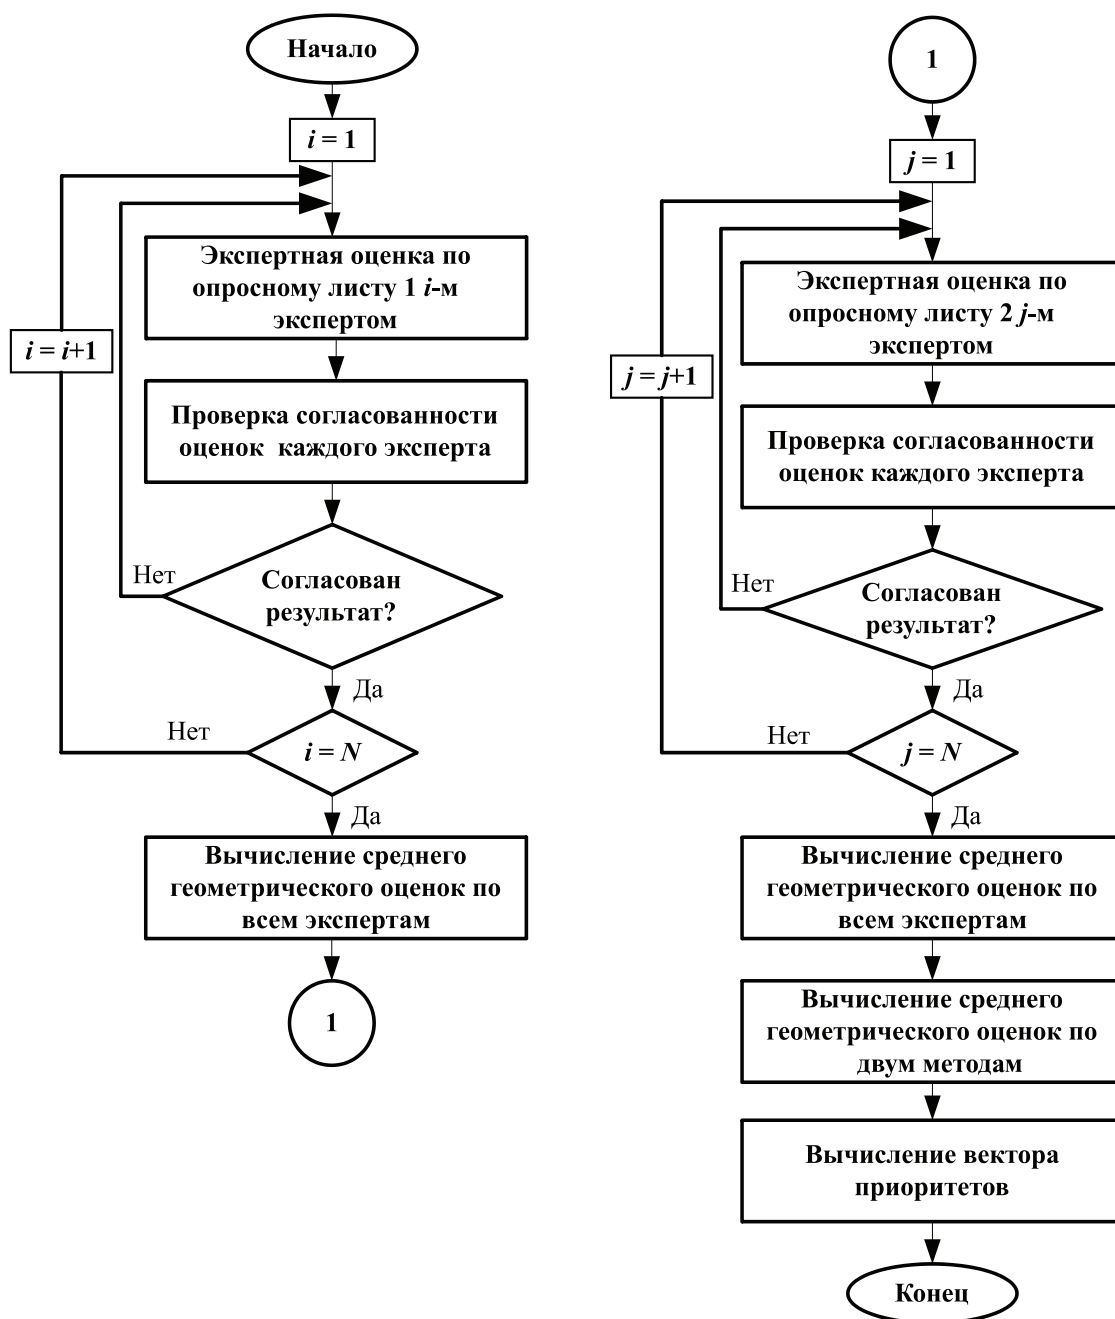 Начало
i = 1
Экспертная оценка по
опросному листу 1 i-м
экспертом
i = i+1
Проверка согласованности
оценок каждого эксперта
Нет
Согласован
результат?
Да
Нет
i = N
Да
Вычисление среднего
геометрического оценок по
всем экспертам
1
1
j = 1
Экспертная оценка по
опросному листу 2 j-м
экспертом
j = j+1
Проверка согласованности
оценок каждого эксперта
Нет
Согласован
результат?
Да
Нет
j = N
Да
Вычисление среднего
геометрического оценок по
всем экспертам
Вычисление среднего
геометрического оценок по
двум методам
Вычисление вектора
приоритетов
Конец